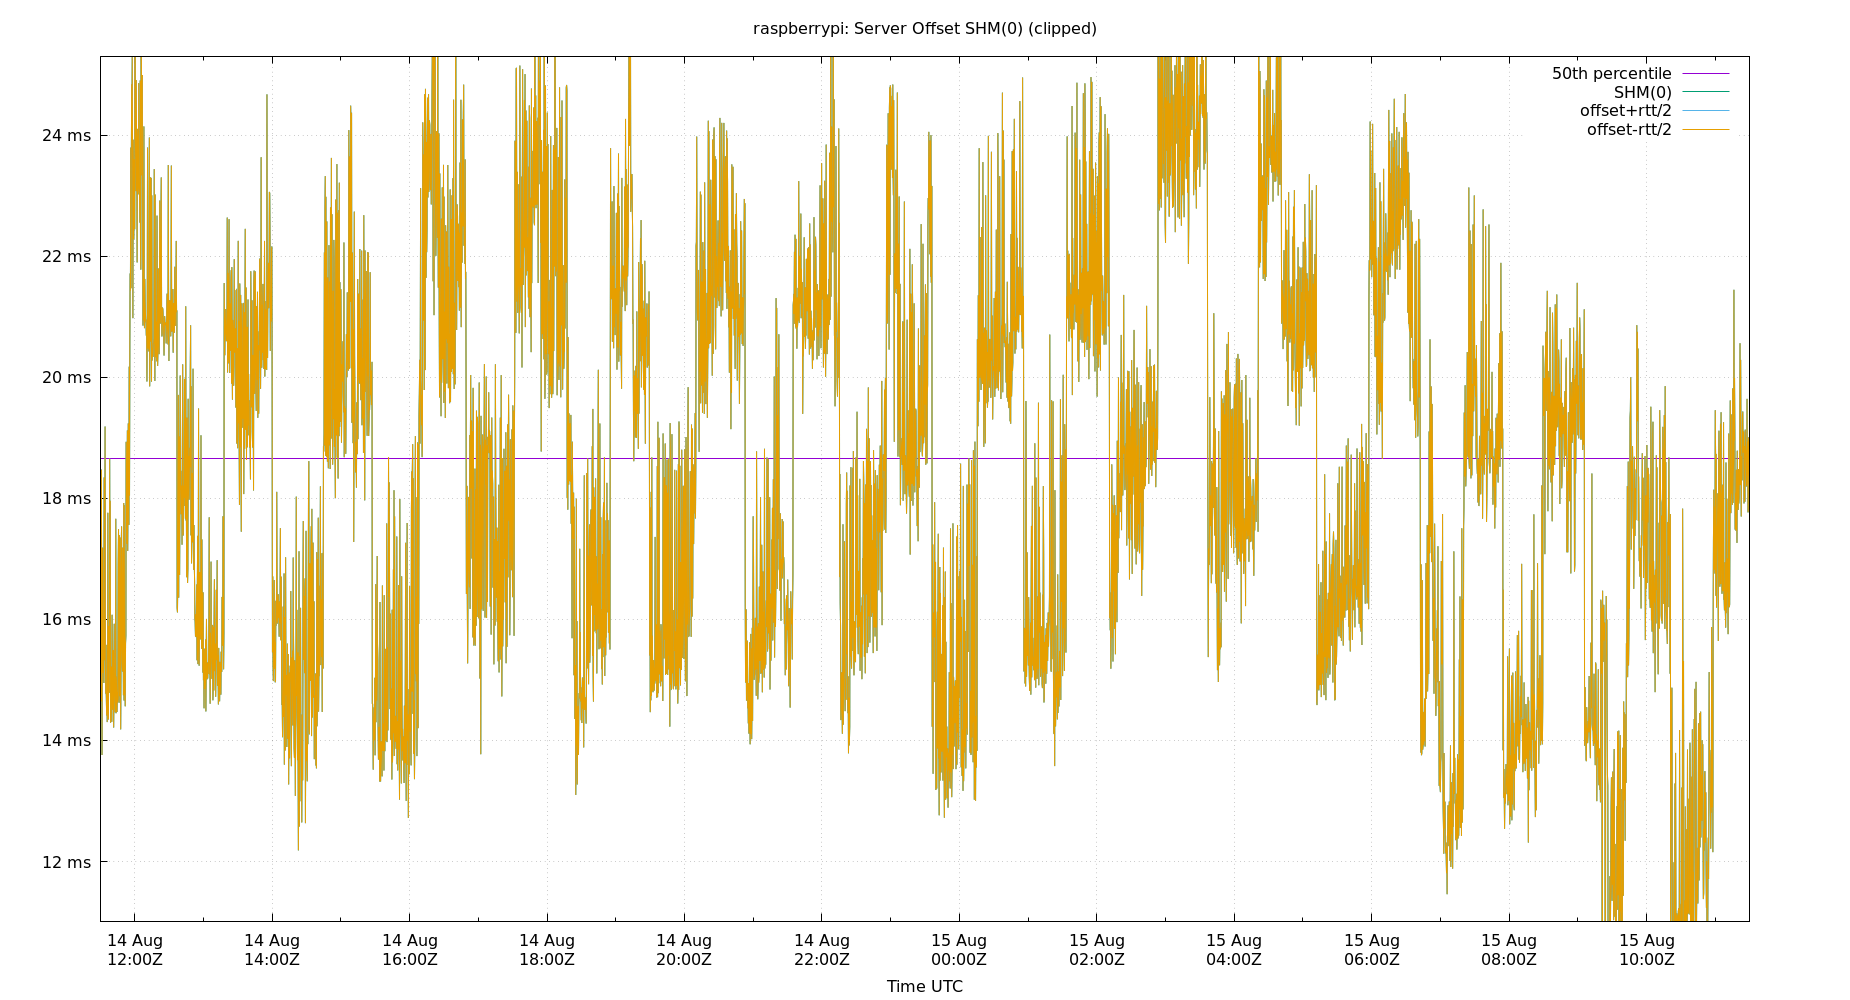 raspberrypi: Server Offset SHM(0) (clipped)
50th percentile
SHM(0)
offset+rtt/2
offset-rtt/2
24 ms
22 ms
20 ms
18 ms
16 ms
14 ms
12 ms
14 Aug 14 Aug 14 Aug 14 Aug 14 Aug 14 Aug 15 Aug 15 Aug 15 Aug 15 Aug 15 Aug 15 Aug
12:00Z 14:00Z 16:00Z 18:00Z 20:00Z 22:00Z 00:00Z 02:00Z 04:00Z 06:00Z 08:00Z 10:00Z
Time UTC